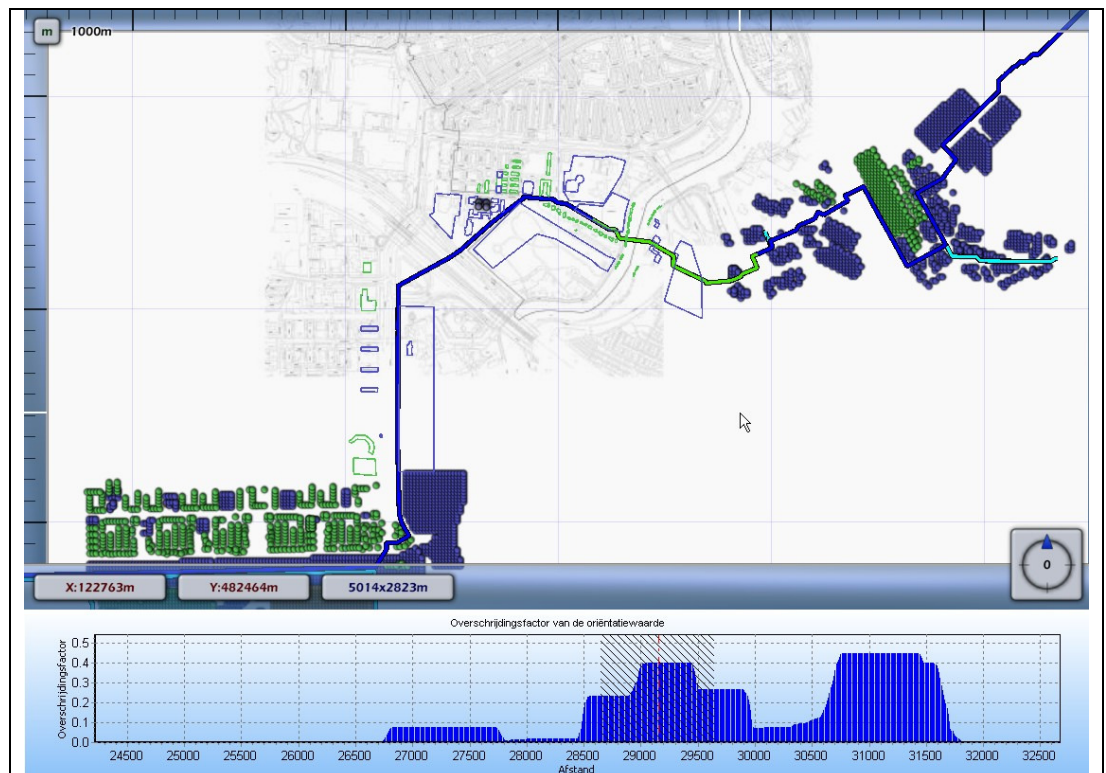 m 1000m
0
X:122763m Y:482464m 5014x2823m
Overschrijdingsfactor van de oriëntatiewaarde
Overschrijdingsfactor
0.5
0.4
0.3
0.2
0.1
0.0
24500 25000 25500 26000 26500 27000 27500 28000 28500 29000 29500 30000 30500 31000 31500 32000 32500
Afstand